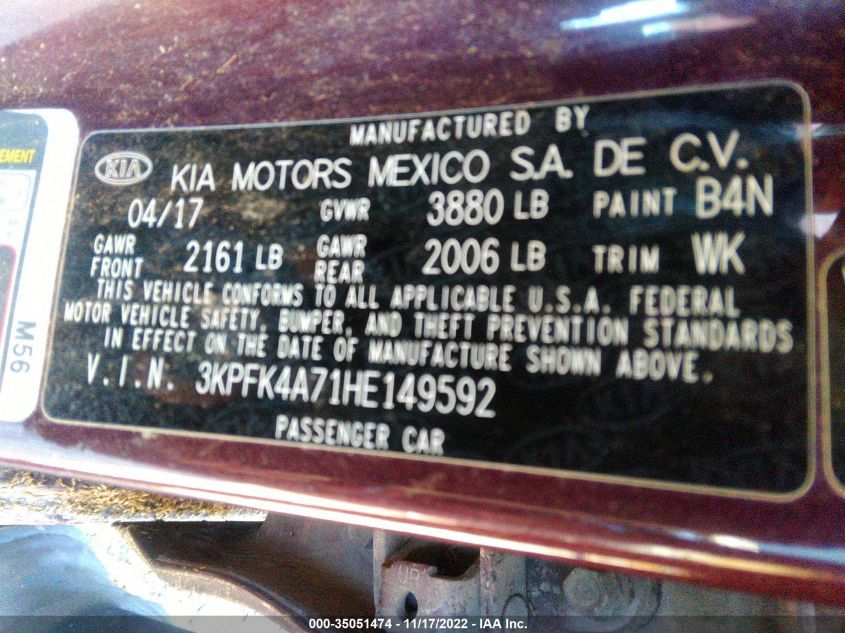 MANUFACTURED BY
KIA KIA MOTORS MEXICO S.A. DE C.V.
04/17 GVWR 3880 LB PAINT B4N
GAWR FRONT 2161 LB GAWR REAR 2006 LB TRIM WK
THIS VEHICLE CONFORMS TO ALL APPLICABLE U.S.A. FEDERAL
MOTOR VEHICLE SAFETY, BUMPER, AND THEFT PREVENTION STANDARDS
IN EFFECT ON THE DATE OF MANUFACTURE SHOWN ABOVE.
V.I.N. 3KPFK4A71HE149592
PASSENGER CAR
EMENT
M56
UP
000-35051474 - 11/17/2022 - IAA Inc.